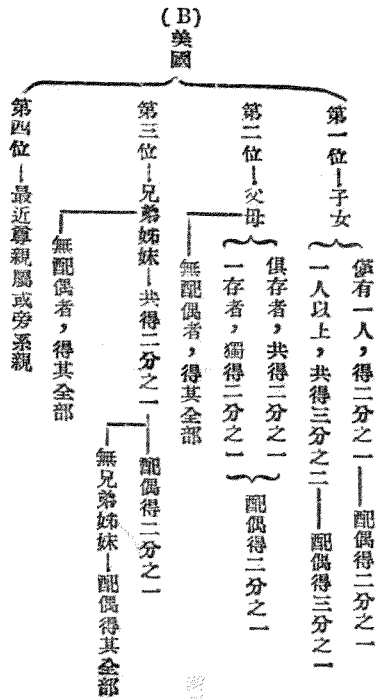 (B)
美國
第一位—子女
僅有一人，得二分之一——配偶得二分之一
一人以上，共得三分之二——配偶得三分之一
第二位—父母
俱存者，共得二分之一
一存者，獨得二分之一
配偶得二分之一
無配偶者，得其全部
第三位—兄弟姊妹—共得二分之一
配偶得二分之一
無兄弟姊妹—配偶得其全部
無配偶者，得其全部
第四位—最近尊親屬或旁系親